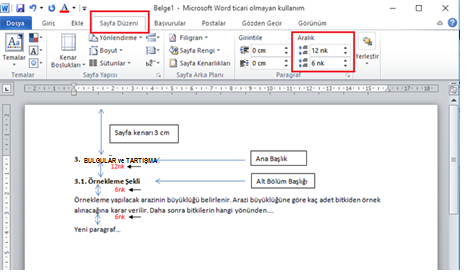 Belge1 - Microsoft Word ticari olmayan kullanım
Dosya Giriş Ekle Sayfa Düzeni Başvurular Postalar Gözden Geçir Görünüm
Temalar
Kenar Boşlukları
Yönlendirme
Boyut
Sütunlar
Sayfa Yapısı
Filigran
Sayfa Rengi
Sayfa Kenarlıkları
Sayfa Arka Planı
Girintile
0 cm
0 cm
Aralık
12 nk
6 nk
Paragraf
Yerleştir
Temalar
Sayfa kenarı 3 cm
3. BULGULAR ve TARTIŞMA
Ana Başlık
12nk
3.1. Örnekleme Şekli
Alt Bölüm Başlığı
6nk
Örnekleme yapılacak arazinin büyüklüğü belirlenir. Arazi büyüklüğüne göre kaç adet bitkiden örnek
alınacağına karar verilir. Daha sonra bitkilerin hangi yönünden....
6nk
Yeni paragraf...